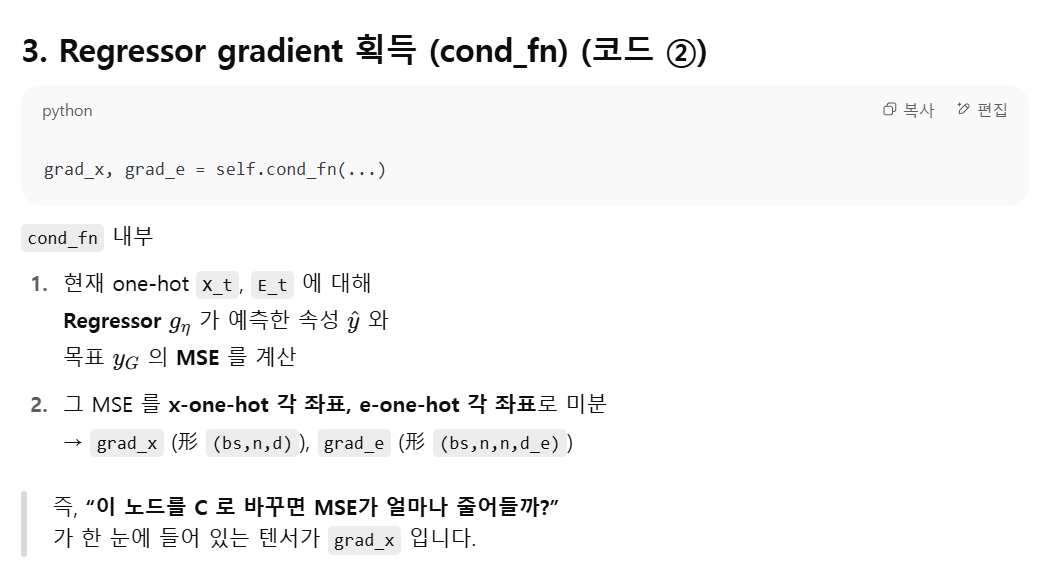 3. Regressor gradient 획득 (cond_fn) (코드 ②)
python
복사
편집
grad_x, grad_e = self.cond_fn(...)
cond_fn 내부
1. 현재 one-hot X_t, E_t 에 대해
Regressor gη 가 예측한 속성 ŷ 와
목표 yG 의 MSE 를 계산
2. 그 MSE 를 x-one-hot 각 좌표, e-one-hot 각 좌표로 미분
→ grad_x (形 (bs,n,d)), grad_e (形 (bs,n,n,d_e))
즉, “이 노드를 C 로 바꾸면 MSE가 얼마나 줄어들까?”
가 한 눈에 들어 있는 텐서가 grad_x 입니다.